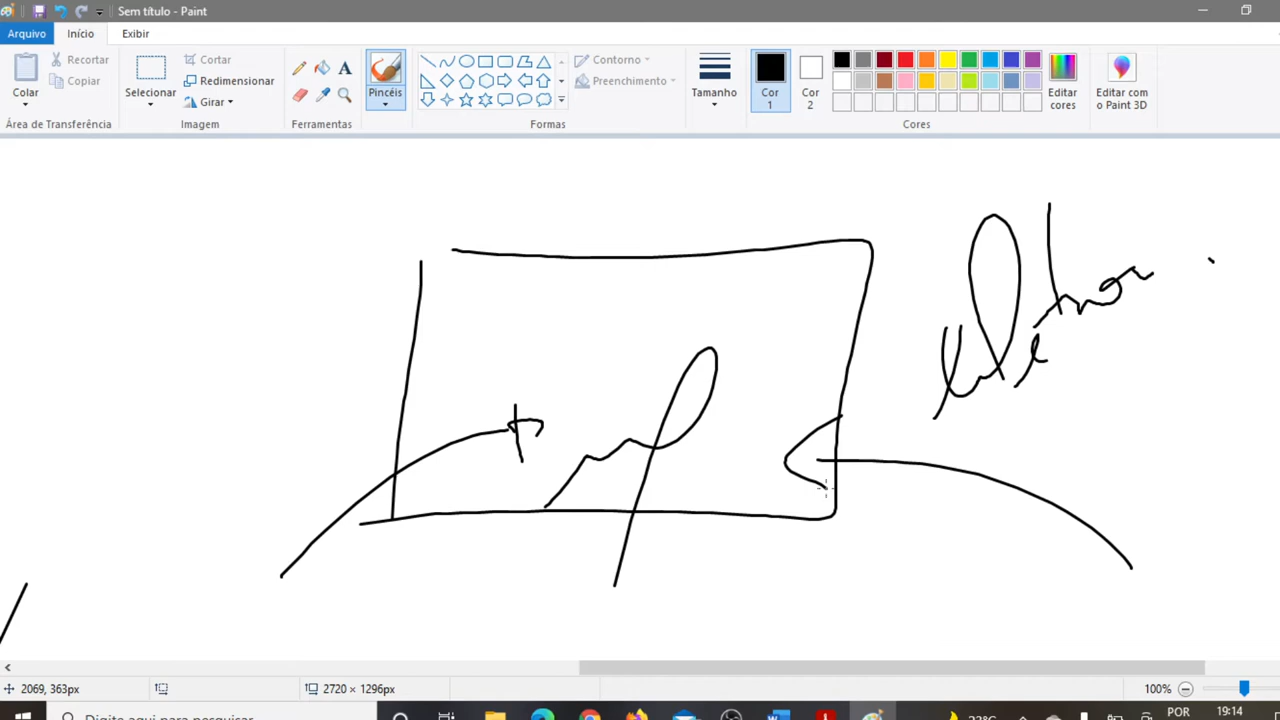 Sem título - Paint
Arquivo Início Exibir
Colar
Recortar
Copiar
Área de Transferência
Selecionar
Cortar
Redimensionar
Girar
Imagem
Ferramentas
Pincéis
Contorno
Preenchimento
Formas
Tamanho
Cor 1
Cor 2
Cores
Editar cores
Editar com o Paint 3D
2069, 363px 2720 × 1296px 100%
Digite aqui para pesquisar POR 19:14